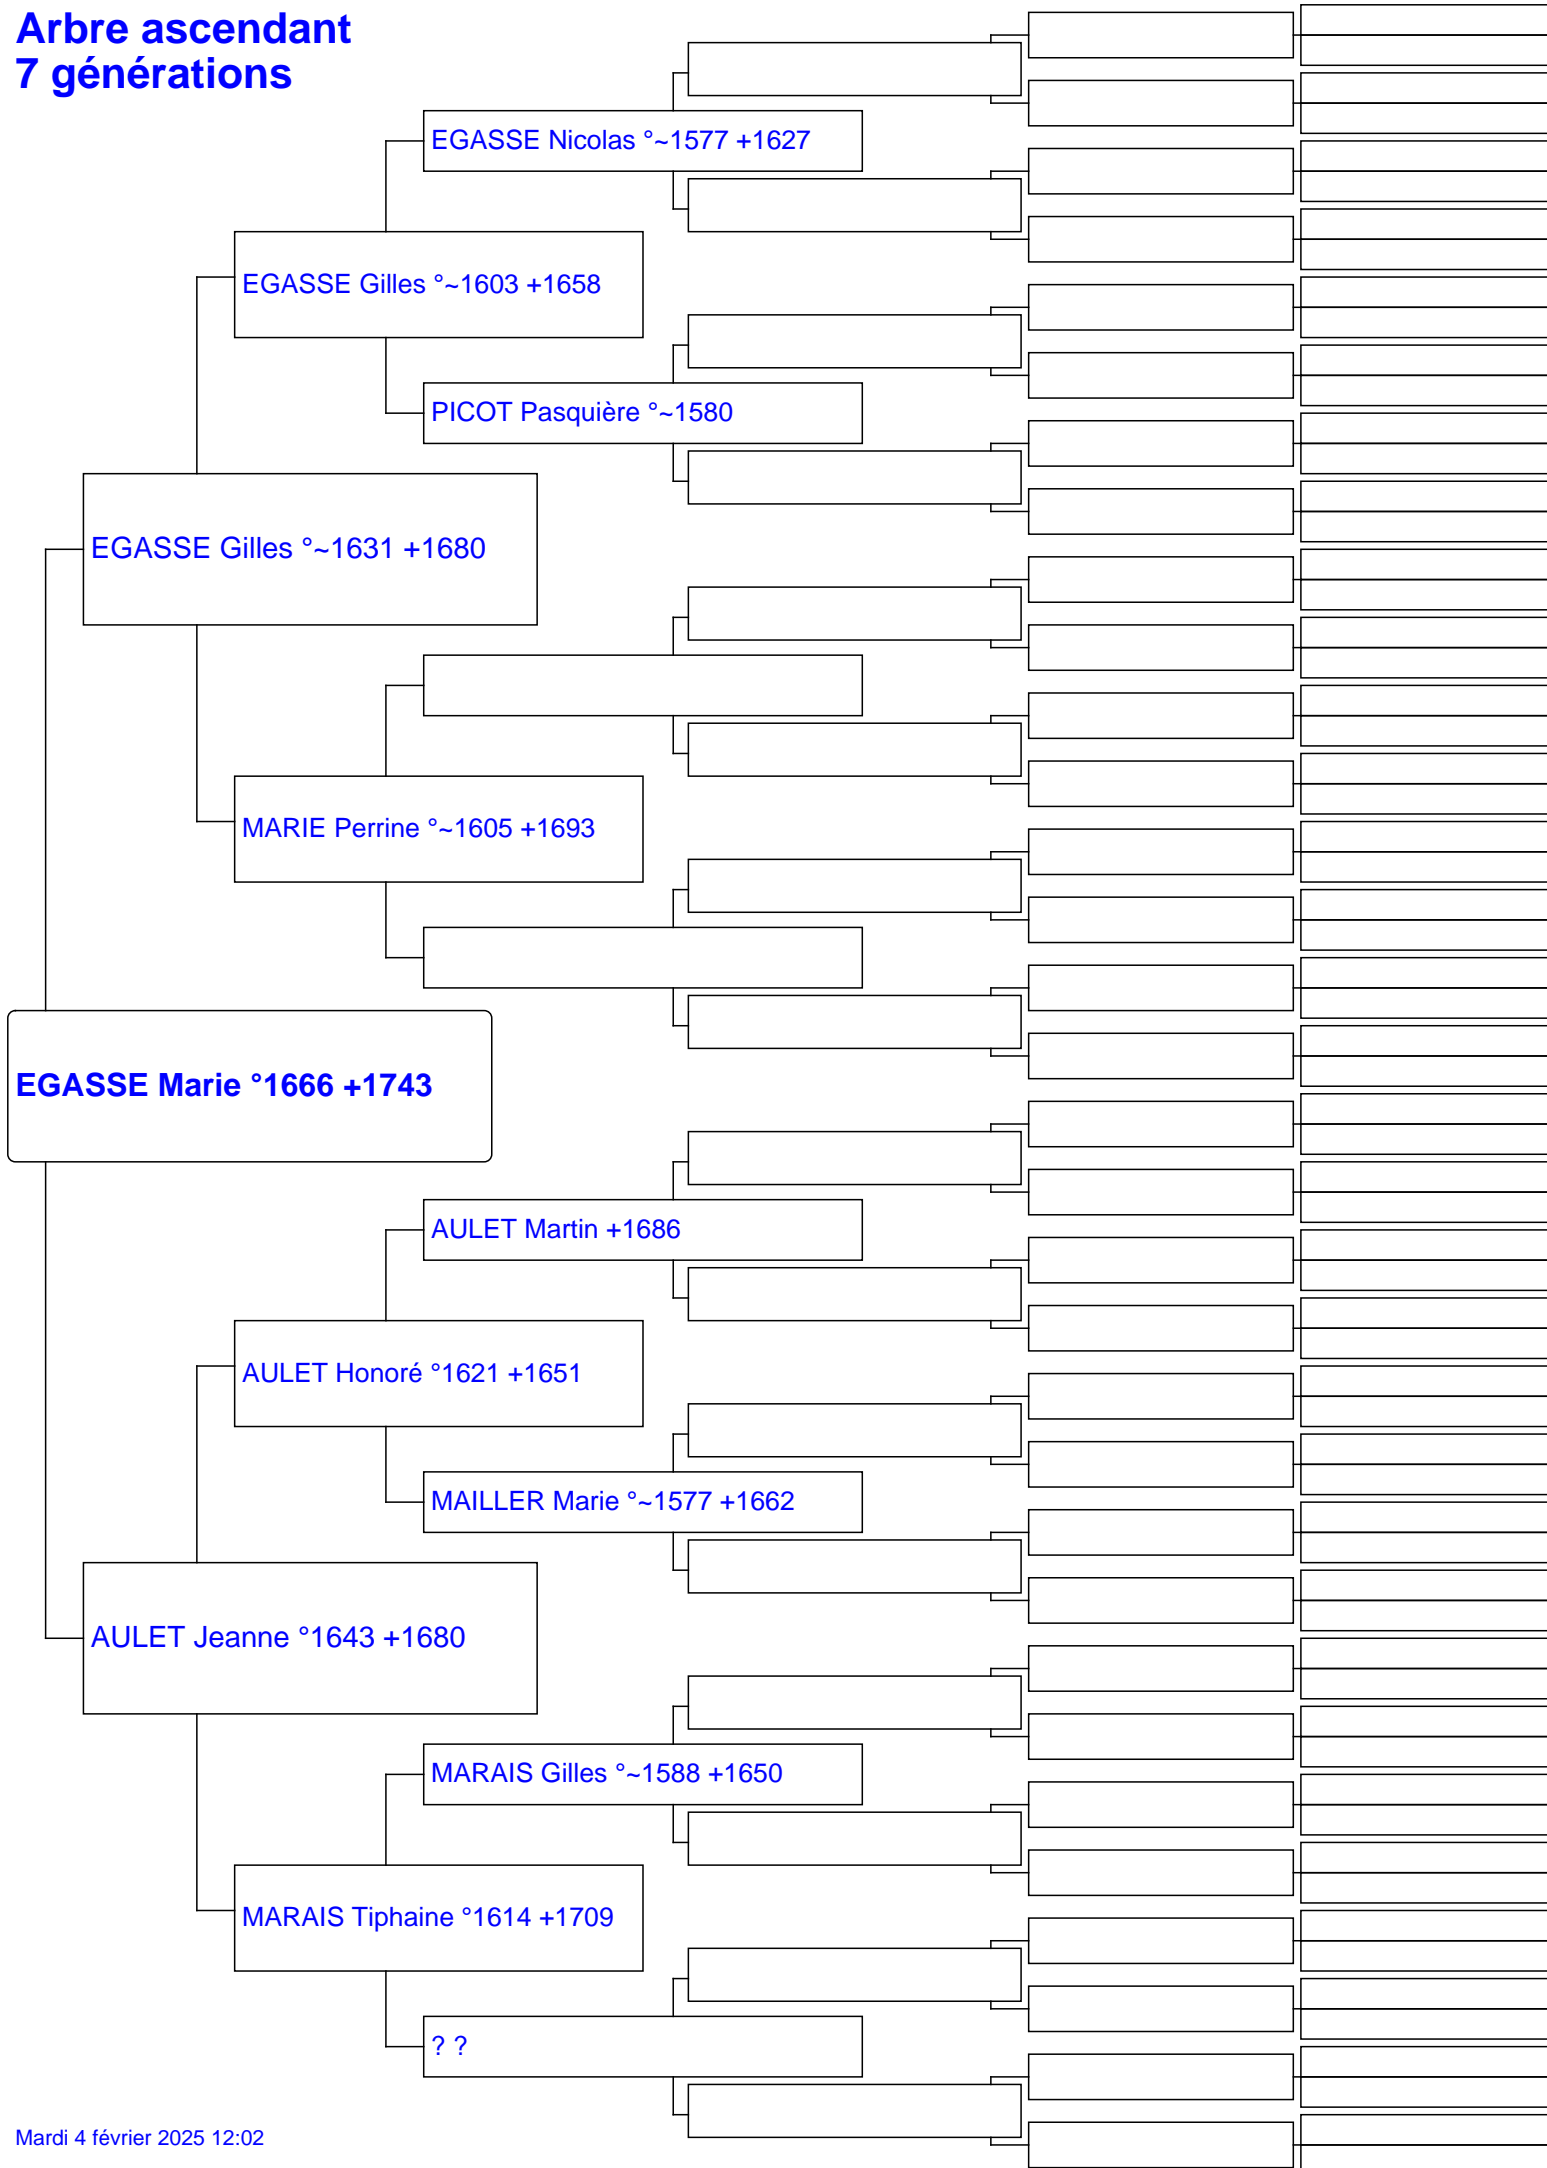 Arbre ascendant
7 générations
EGASSE Nicolas °~1577 +1627
EGASSE Gilles °~1603 +1658
PICOT Pasquière °~1580
EGASSE Gilles °~1631 +1680
MARIE Perrine °~1605 +1693
EGASSE Marie °1666 +1743
AULET Martin +1686
AULET Honoré °1621 +1651
MAILLER Marie °~1577 +1662
AULET Jeanne °1643 +1680
MARAIS Gilles °~1588 +1650
MARAIS Tiphaine °1614 +1709
? ?
Mardi 4 février 2025 12:02